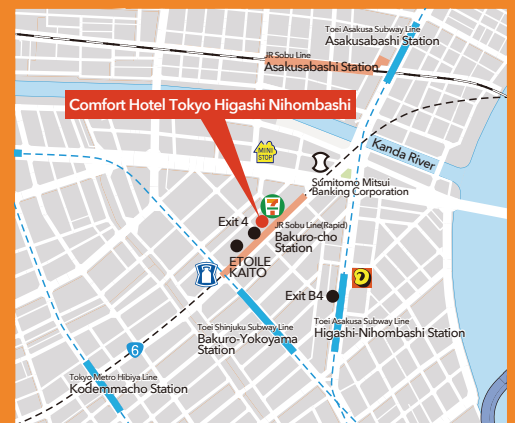 Toei Asakusa Subway Line
Asakusabashi Station
JR Sobu Line
Asakusabashi Station
Comfort Hotel Tokyo Higashi Nihombashi
MINI
STOP
Kanda River
Sumitomo Mitsui
Banking Corporation
7
Exit 4
JR Sobu Line(Rapid)
Bakuro-cho
Station
ETOILE
KAITO
Exit B4
Toei Shinjuku Subway Line
Bakuro-Yokoyama
Station
Toei Asakusa Subway Line
Higashi-Nihombashi Station
6
Tokyo Metro Hibiya Line
Kodemmacho Station